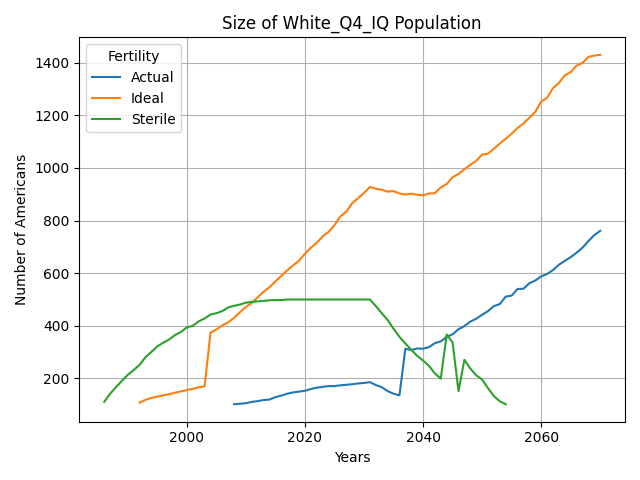 Size of White_Q4_IQ Population
Fertility
Actual
Ideal
Sterile
Number of Americans
1400
1200
1000
800
600
400
200
2000
2020
2040
2060
Years